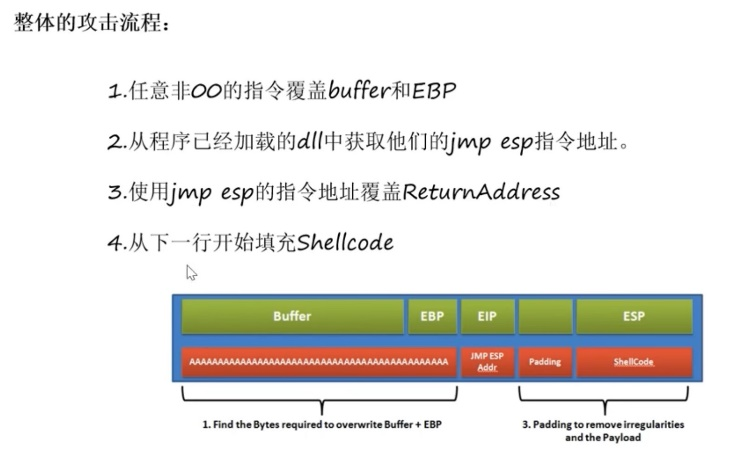 整体的攻击流程：
1.任意非00的指令覆盖buffer和EBP
2.从程序已经加载的dll中获取他们的jmp esp指令地址。
3.使用jmp esp的指令地址覆盖ReturnAddress
4.从下一行开始填充Shellcode
Buffer EBP EIP ESP
AAAAAAAAAAAAAAAAAAAAAAAAAAAAAAAAAAAAAAAAAAAAAA JMP ESP Addr Padding ShellCode
1. Find the Bytes required to overwrite Buffer + EBP
3. Padding to remove irregularities
and the Payload